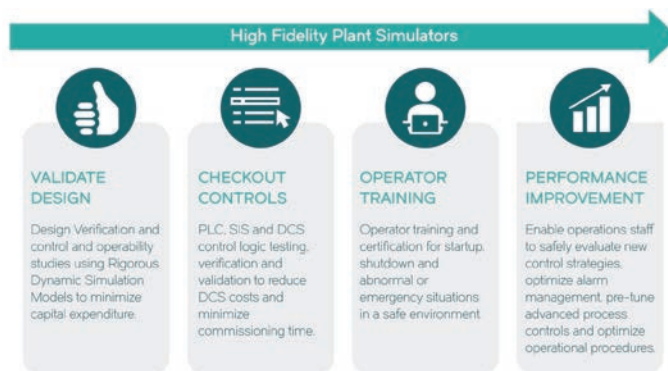 High Fidelity Plant Simulators
VALIDATE
DESIGN
Design Verification and
control and operability
studies using Rigorous
Dynamic Simulation
Models to minimize
capital expenditure.
CHECKOUT
CONTROLS
PLC, SIS and DCS
control logic testing,
verification and
validation to reduce
DCS costs and
minimize
commissioning time.
OPERATOR
TRAINING
Operator training and
certification for startup,
shutdown and
abnormal or
emergency situations
in a safe environment
PERFORMANCE
IMPROVEMENT
Enable operations staff
to safely evaluate new
control strategies,
optimize alarm
management, pre-tune
advanced process
controls and optimize
operational procedures.